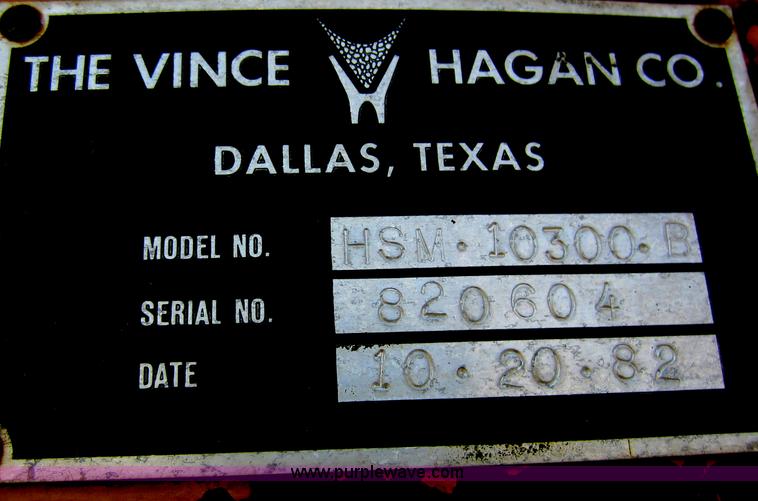 THE VINCE HAGAN CO.
DALLAS, TEXAS
MODEL NO. HSM·10300·B
SERIAL NO. 820604
DATE 10·20·82
www.purplewave.com